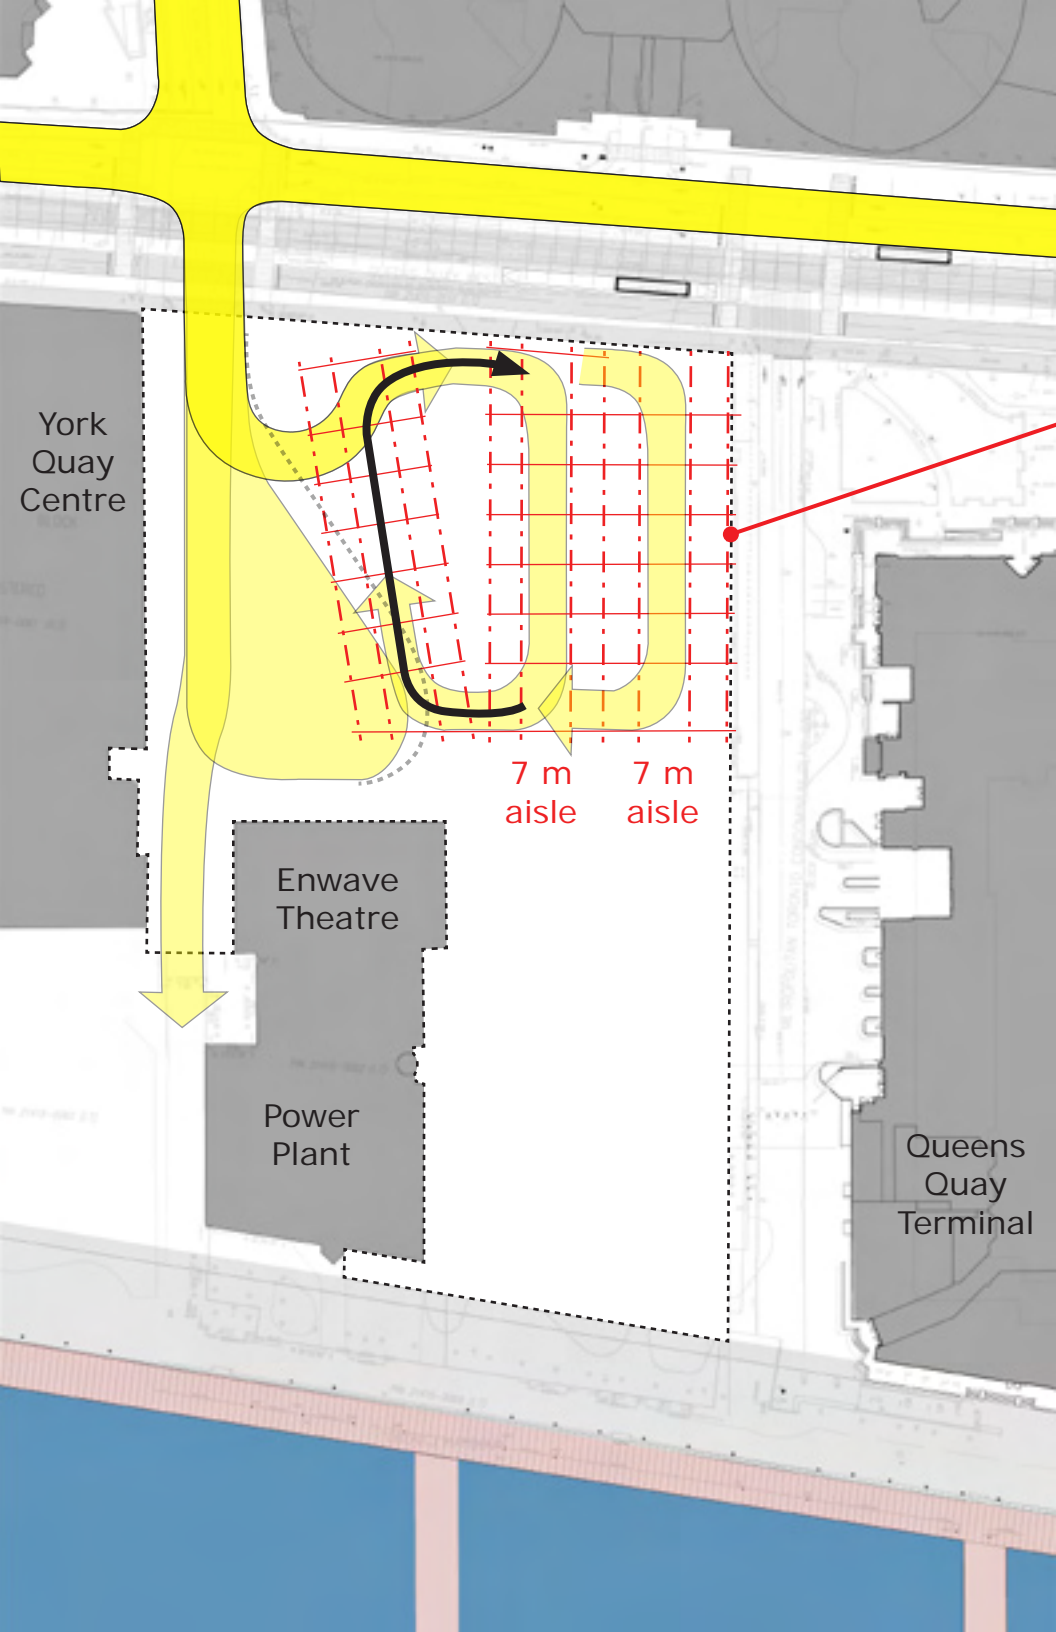 York
Quay
Centre
7 m
aisle
7 m
aisle
Enwave
Theatre
Power
Plant
Queens
Quay
Terminal